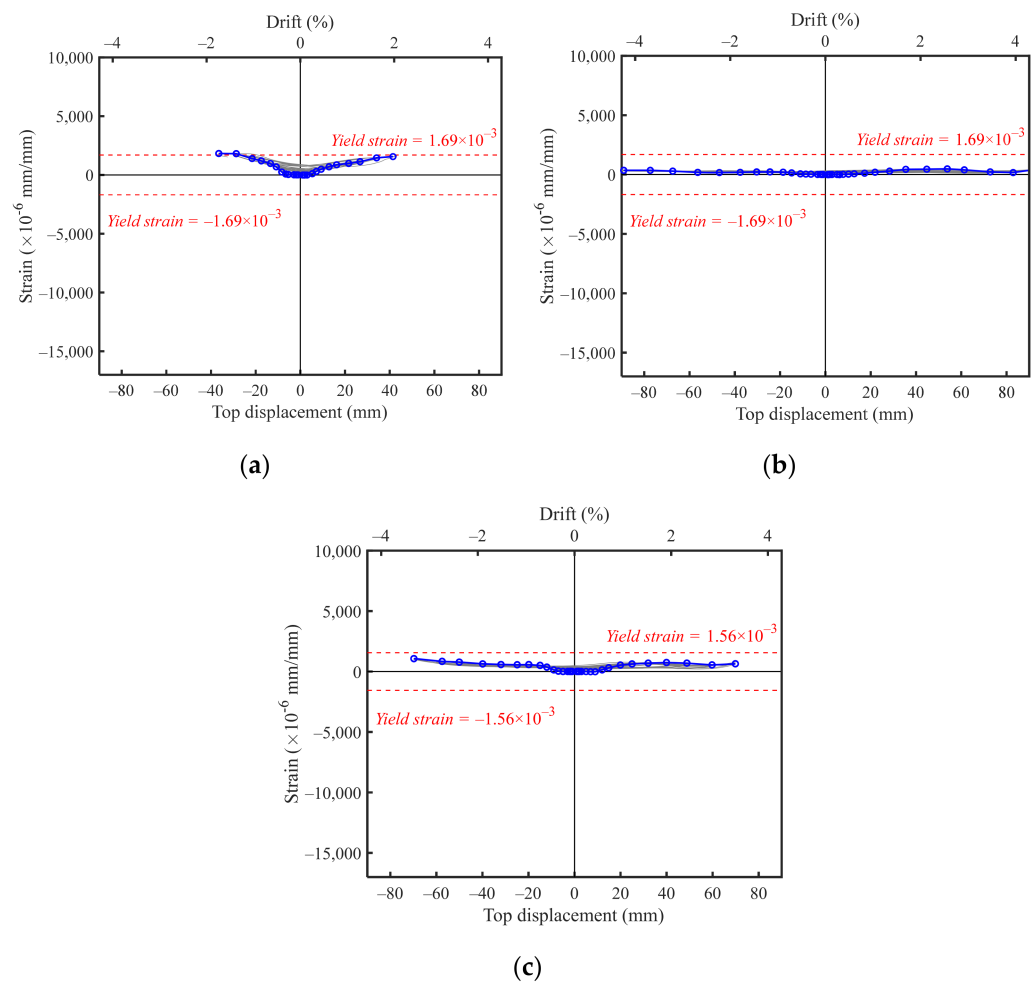 Drift (%)
–4 –2 0 2 4
10,000
5,000
0
–5,000
–10,000
–15,000
Strain (×10-6 mm/mm)
Yield strain = 1.69×10–3
Yield strain = –1.69×10–3
–80 –60 –40 –20 0 20 40 60 80
Top displacement (mm)
(a)
Drift (%)
–4 –2 0 2 4
10,000
5,000
0
–5,000
–10,000
–15,000
Strain (×10-6 mm/mm)
Yield strain = 1.69×10–3
Yield strain = –1.69×10–3
–80 –60 –40 –20 0 20 40 60 80
Top displacement (mm)
(b)
Drift (%)
–4 –2 0 2 4
10,000
5,000
0
–5,000
–10,000
–15,000
Strain (×10-6 mm/mm)
Yield strain = 1.56×10–3
Yield strain = –1.56×10–3
–80 –60 –40 –20 0 20 40 60 80
Top displacement (mm)
(c)